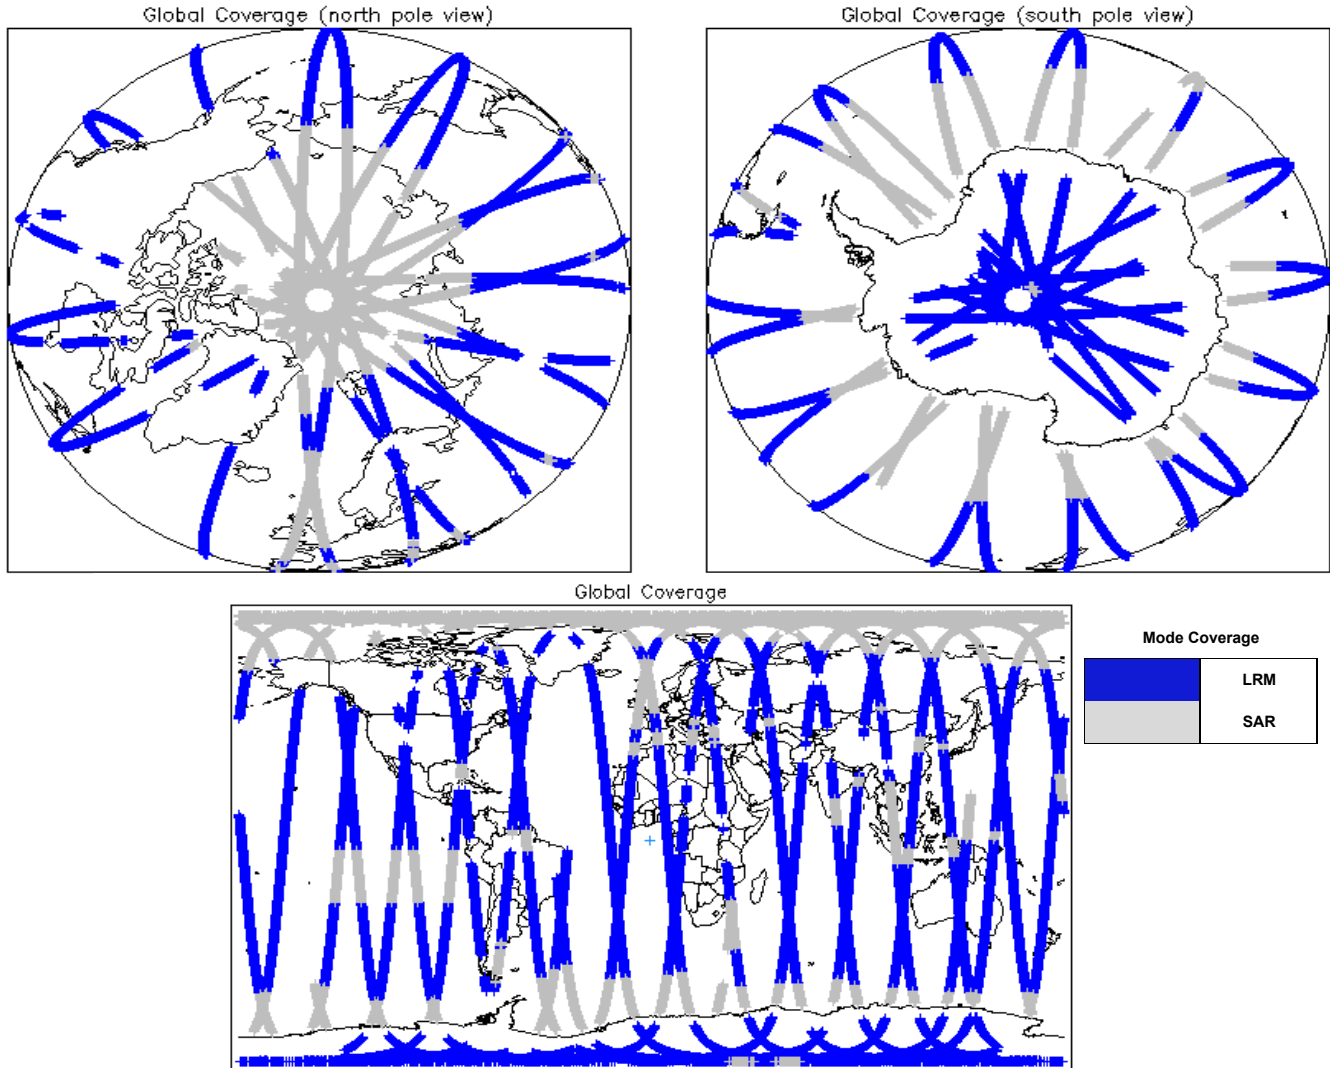 Global Coverage (north pole view)
Global Coverage (south pole view)
Global Coverage
Mode Coverage
LRM
SAR